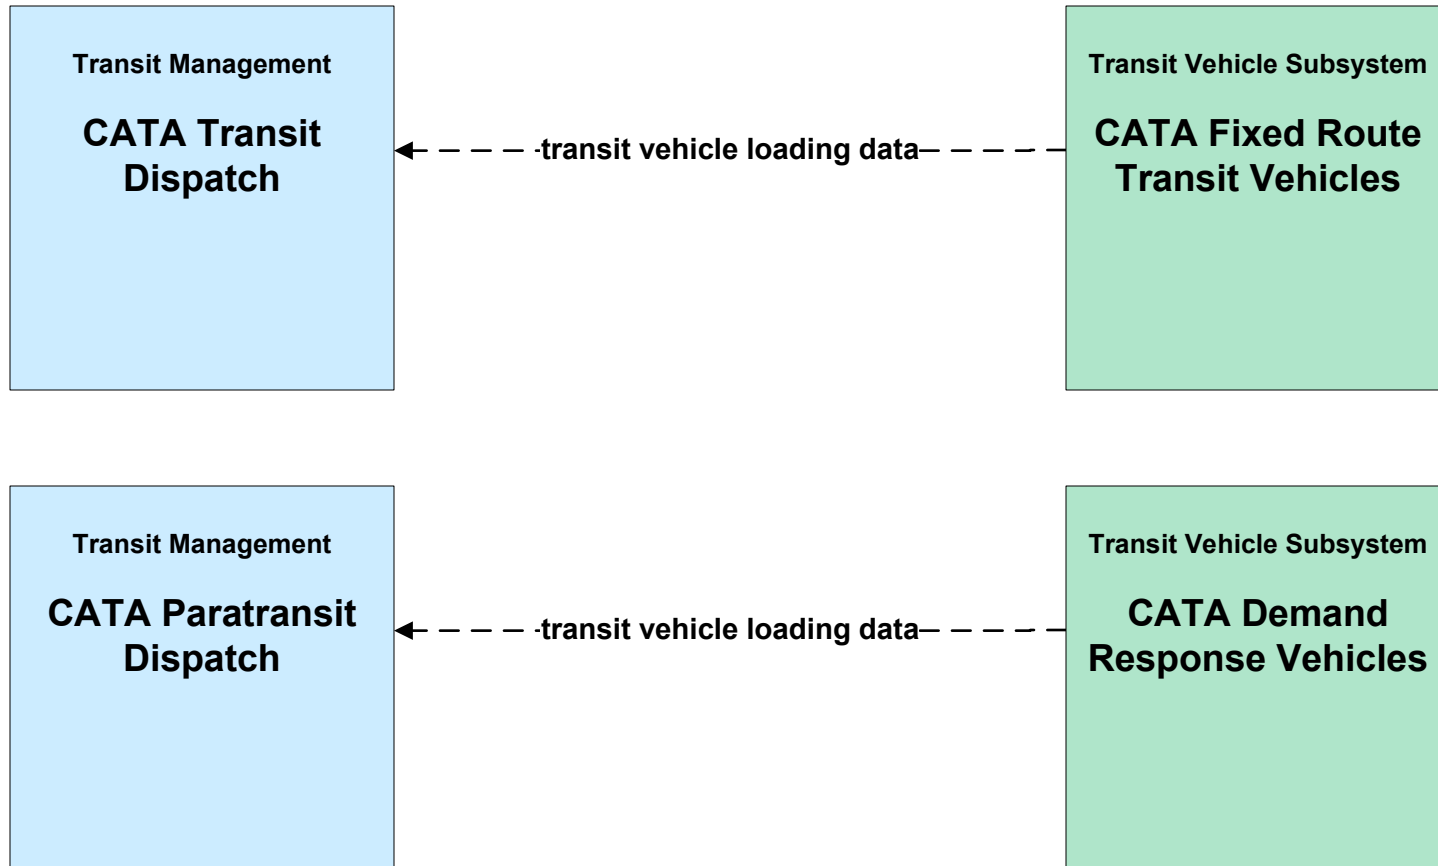 Transit Management
CATA Transit
Dispatch
transit vehicle loading data
Transit Vehicle Subsystem
CATA Fixed Route
Transit Vehicles
Transit Management
CATA Paratransit
Dispatch
transit vehicle loading data
Transit Vehicle Subsystem
CATA Demand
Response Vehicles